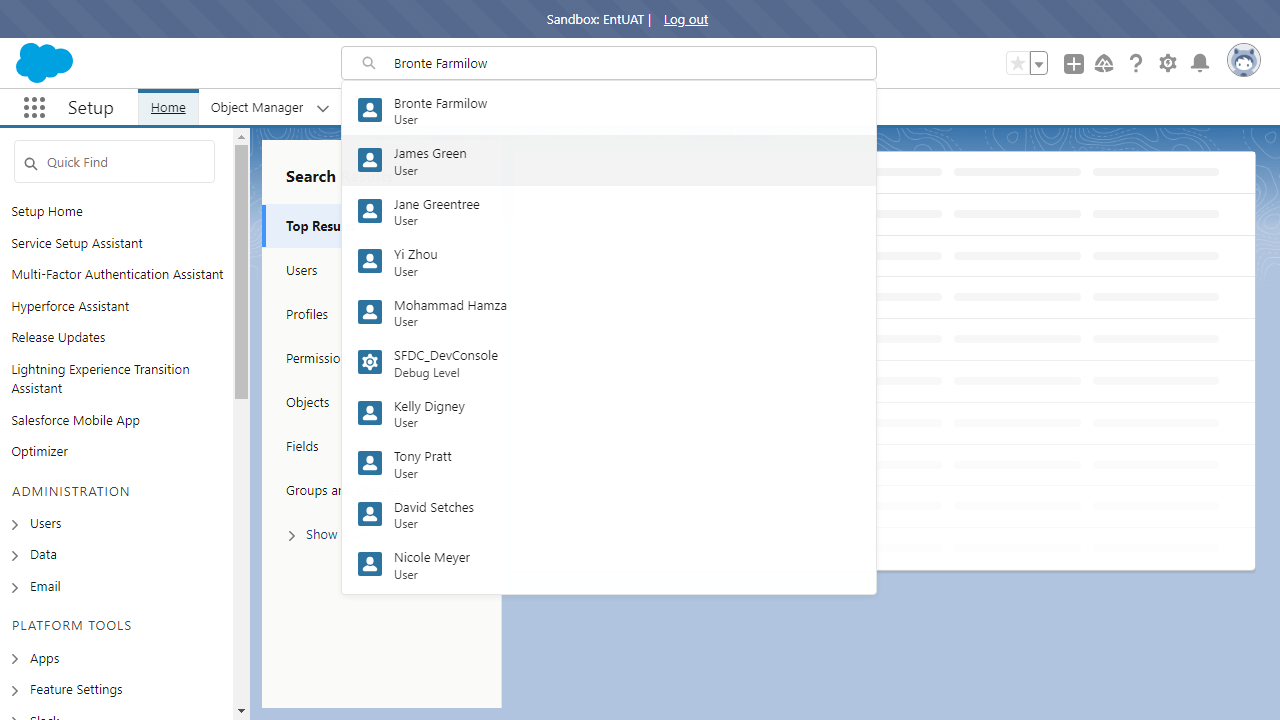 Sandbox: EntUAT | Log out
Bronte Farmilow
Setup
Home
Object Manager
Quick Find
Setup Home
Service Setup Assistant
Multi-Factor Authentication Assistant
Hyperforce Assistant
Release Updates
Lightning Experience Transition
Assistant
Salesforce Mobile App
Optimizer
ADMINISTRATION
Users
Data
Email
PLATFORM TOOLS
Apps
Feature Settings
Slack
Search
Top Resu
Users
Profiles
Permissio
Objects
Fields
Groups an
Show
Bronte Farmilow
User
James Green
User
Jane Greentree
User
Yi Zhou
User
Mohammad Hamza
User
SFDC_DevConsole
Debug Level
Kelly Digney
User
Tony Pratt
User
David Setches
User
Nicole Meyer
User